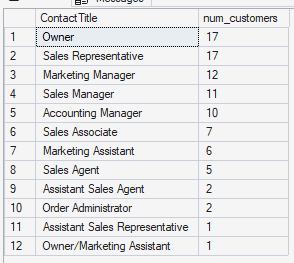 Messages
ContactTitle num_customers
1 Owner 17
2 Sales Representative 17
3 Marketing Manager 12
4 Sales Manager 11
5 Accounting Manager 10
6 Sales Associate 7
7 Marketing Assistant 6
8 Sales Agent 5
9 Assistant Sales Agent 2
10 Order Administrator 2
11 Assistant Sales Representative 1
12 Owner/Marketing Assistant 1